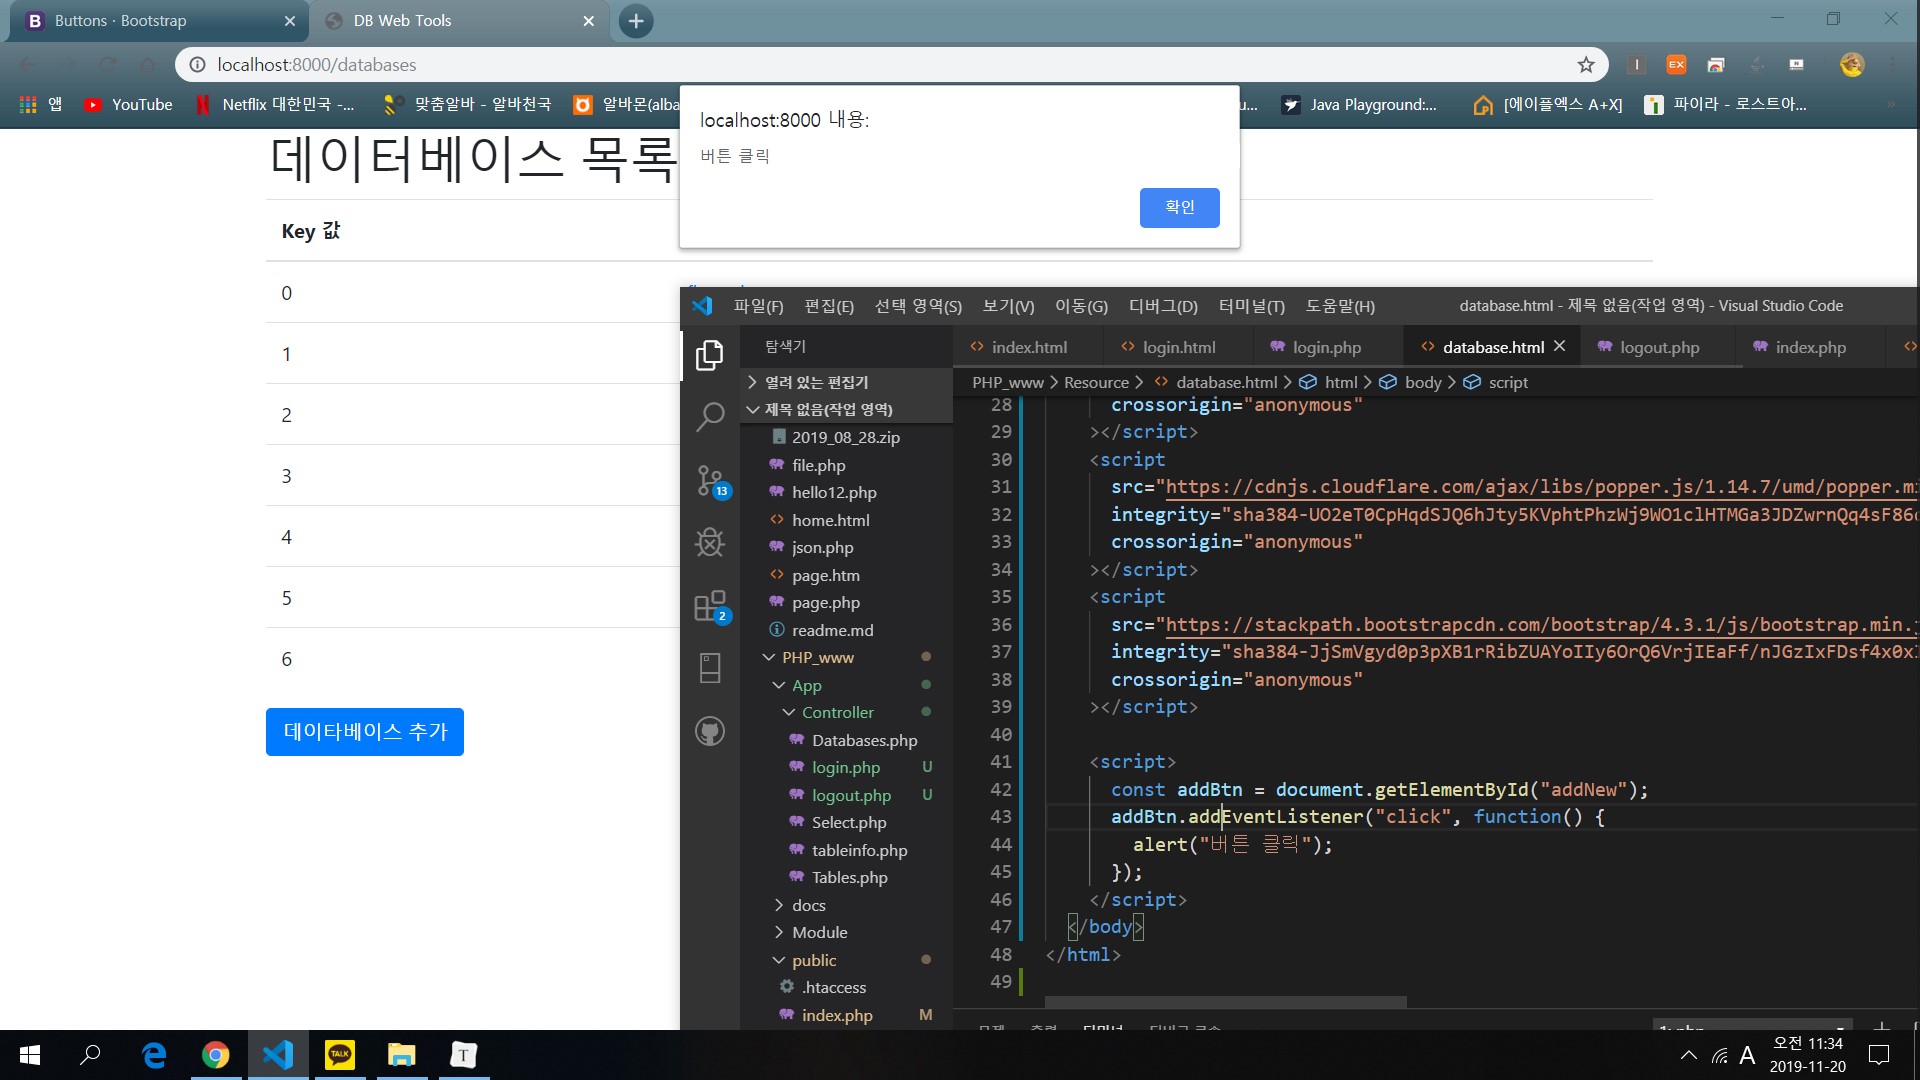 Buttons · Bootstrap
DB Web Tools
localhost:8000/databases
앱
YouTube
Netflix 대한민국 -...
맞춤알바 - 알바천국
알바몬(alba
u...
Java Playground:...
[에이플엑스 A+X]
파이라 - 로스트아...
localhost:8000 내용:
버튼 클릭
확인
데이터베이스 목록
Key 값
0
1
2
3
4
5
6
데이타베이스 추가
파일(F) 편집(E) 선택 영역(S) 보기(V) 이동(G) 디버그(D) 터미널(T) 도움말(H)
database.html - 제목 없음(작업 영역) - Visual Studio Code
탐색기
index.html
login.html
login.php
database.html
logout.php
index.php
열려 있는 편집기
제목 없음(작업 영역)
PHP_www > Resource > database.html > html > body > script
13
2
2019_08_28.zip
file.php
hello12.php
home.html
json.php
page.htm
page.php
readme.md
PHP_www
App
Controller
Databases.php
login.php U
logout.php U
Select.php
tableinfo.php
Tables.php
docs
Module
public
.htaccess
index.php M
28 crossorigin="anonymous"
29 ></script>
30 <script
31 src="https://cdnjs.cloudflare.com/ajax/libs/popper.js/1.14.7/umd/popper.m
32 integrity="sha384-UO2eT0CpHqdSJQ6hJty5KVphtPhzWj9WO1clHTMGa3JDZwrnQq4sF86
33 crossorigin="anonymous"
34 ></script>
35 <script
36 src="https://stackpath.bootstrapcdn.com/bootstrap/4.3.1/js/bootstrap.min.
37 integrity="sha384-JjSmVgyd0p3pXB1rRibZUAYoIIy6OrQ6VrjIEaFf/nJGzIxFDsf4x0x
38 crossorigin="anonymous"
39 ></script>
40
41 <script>
42 const addBtn = document.getElementById("addNew");
43 addBtn.addEventListener("click", function() {
44 alert("버튼 클릭");
45 });
46 </script>
47 </body>
48 </html>
49
TALK
T
A
오전 11:34
2019-11-20